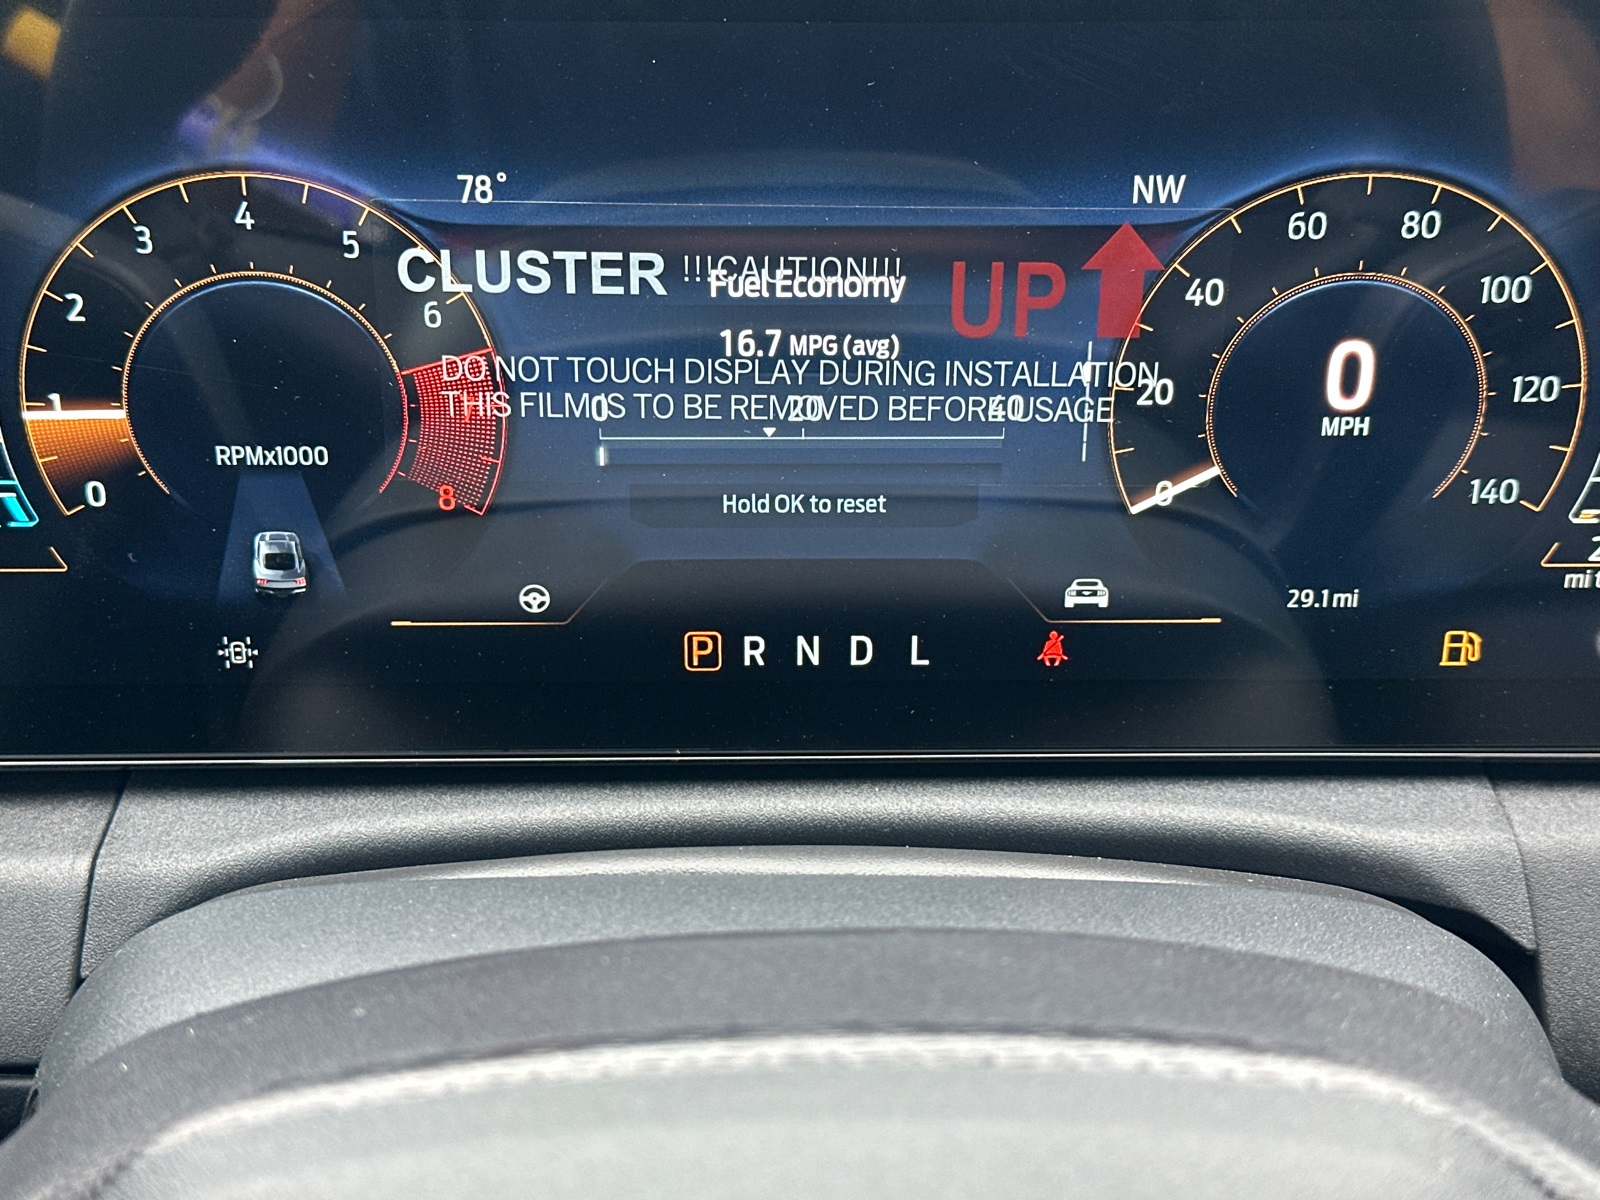 78° NW
CLUSTER !!!CAUTION!!! UP
Fuel Economy
16.7 MPG (avg)
DO NOT TOUCH DISPLAY DURING INSTALLATION
THIS FILM IS TO BE REMOVED BEFORE USAGE
0 20 40
Hold OK to reset
0 1 2 3 4 5 6 8
RPMx1000
0 20 40 60 80 100 120 140
0
MPH
29.1 mi
mi
P R N D L